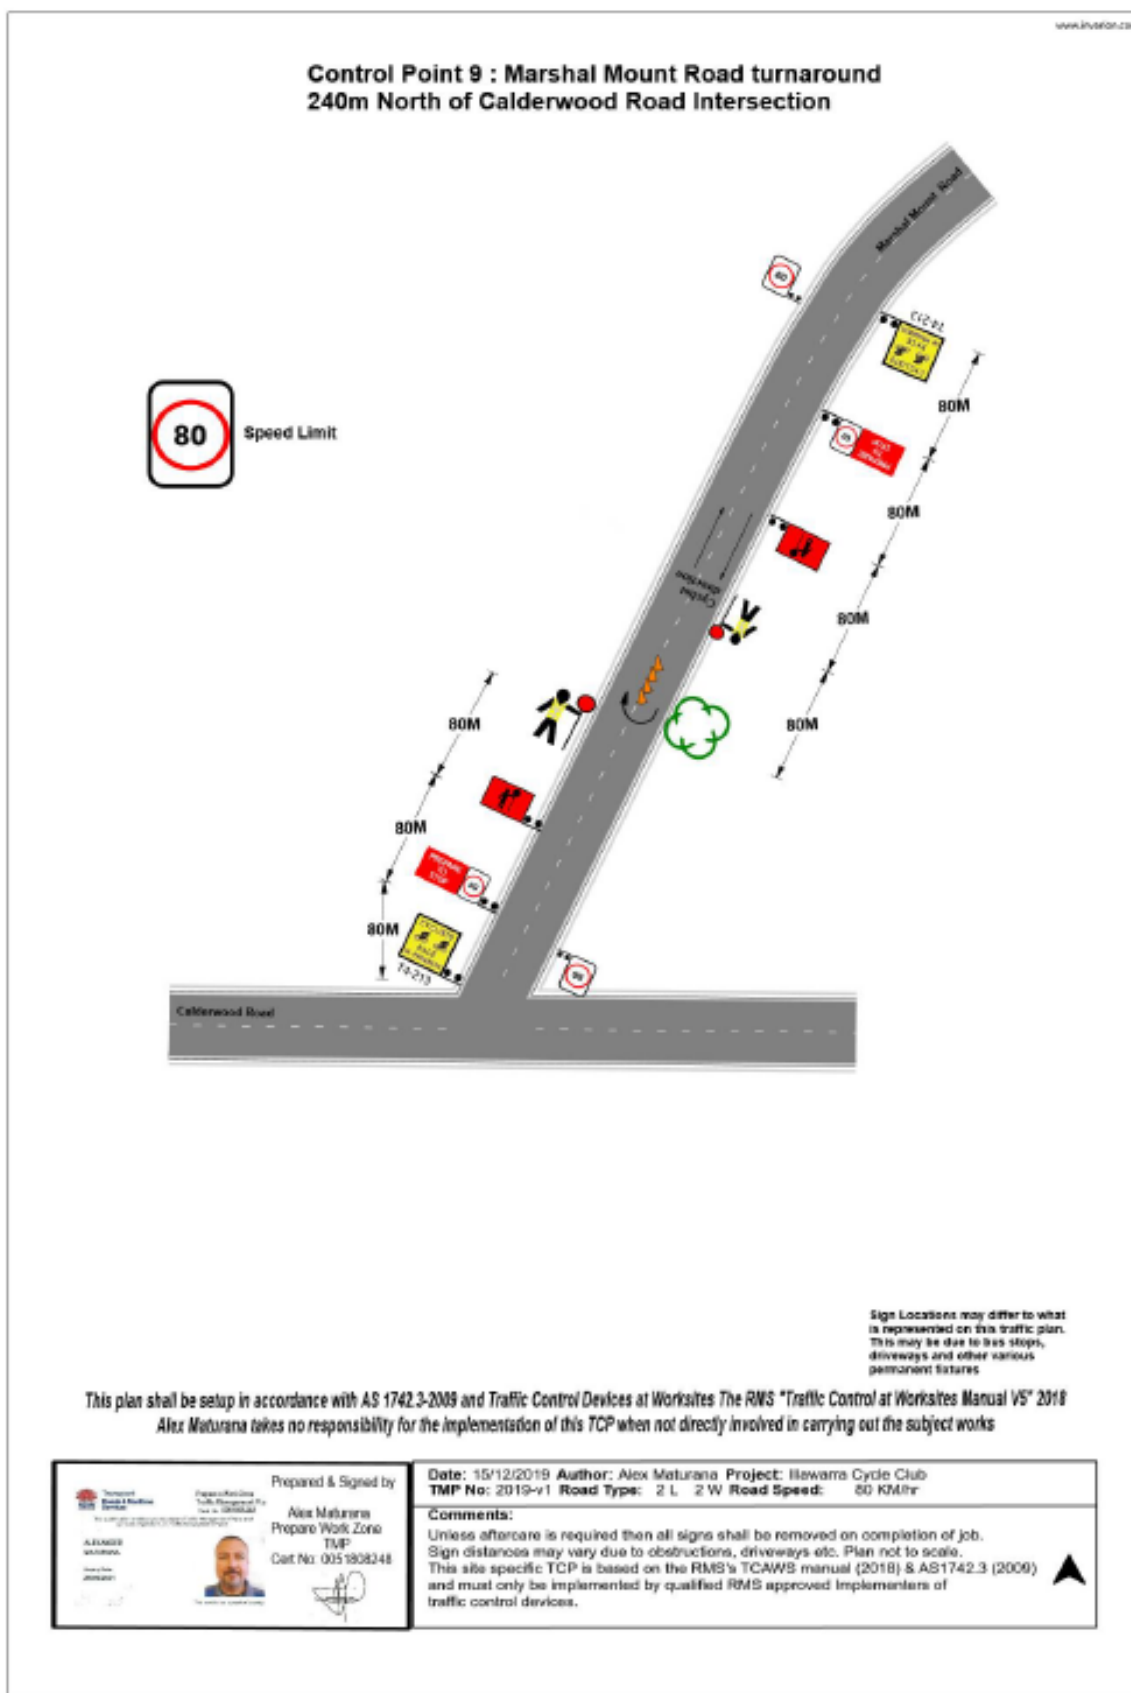 Control Point 9 : Marshal Mount Road turnaround
240m North of Calderwood Road Intersection
Marshal Mount Road
T4-213
80M
80M
80M
80M
80
Speed Limit
Cyclist
direction
80M
80M
80M
PREPARE
TO
STOP
T4-213
Calderwood Road
Sign Locations may differ to what
is represented on this traffic plan.
This may be due to bus stops,
driveways and other various
permanent fixtures
This plan shall be setup in accordance with AS 1742.3-2009 and Traffic Control Devices at Worksites The RMS "Traffic Control at Worksites Manual V5" 2018
Alex Maturana takes no responsibility for the implementation of this TCP when not directly involved in carrying out the subject works
Prepared & Signed by
Alex Maturana
Prepare Work Zone
TMP
Cert No: 0051808248
Date: 15/12/2019 Author: Alex Maturana Project: Illawarra Cycle Club
TMP No: 2019-v1 Road Type: 2 L 2 W Road Speed: 80 KM/hr
Comments:
Unless aftercare is required then all signs shall be removed on completion of job.
Sign distances may vary due to obstructions, driveways etc. Plan not to scale.
This site specific TCP is based on the RMS's TCAWS manual (2018) & AS1742.3 (2009)
and must only be implemented by qualified RMS approved Implementers of
traffic control devices.